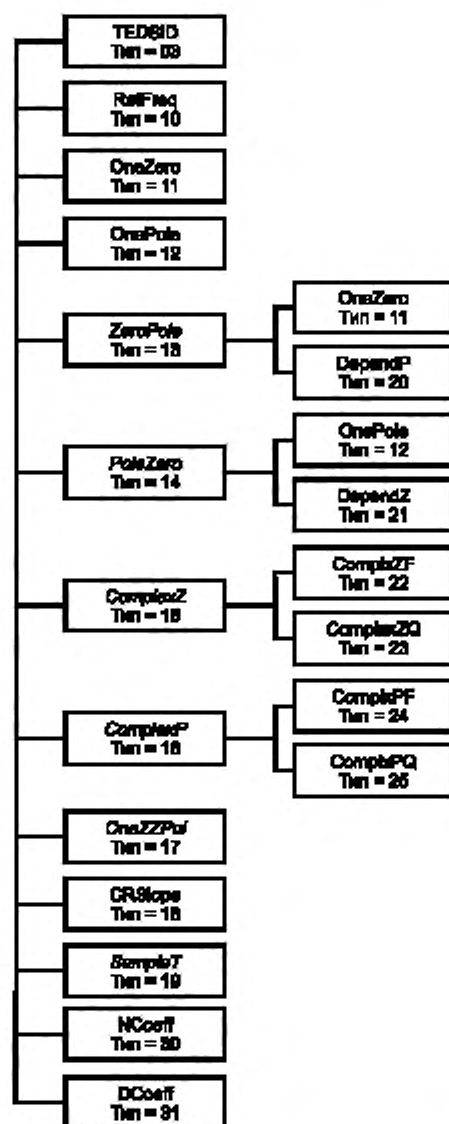 TEDSID
Тип = 03
RefFreq
Тип = 10
OneZero
Тип = 11
OnePole
Тип = 12
ZeroPole
Тип = 13
OneZero
Тип = 11
DependP
Тип = 20
PoleZero
Тип = 14
OnePole
Тип = 12
DependZ
Тип = 21
ComplexZ
Тип = 15
ComplxZF
Тип = 22
ComplexZQ
Тип = 23
ComplexP
Тип = 16
ComplxPF
Тип = 24
ComplxPQ
Тип = 25
OneZZPol
Тип = 17
CRSlope
Тип = 18
SampleT
Тип = 19
NCoeff
Тип = 30
DCoeff
Тип = 31